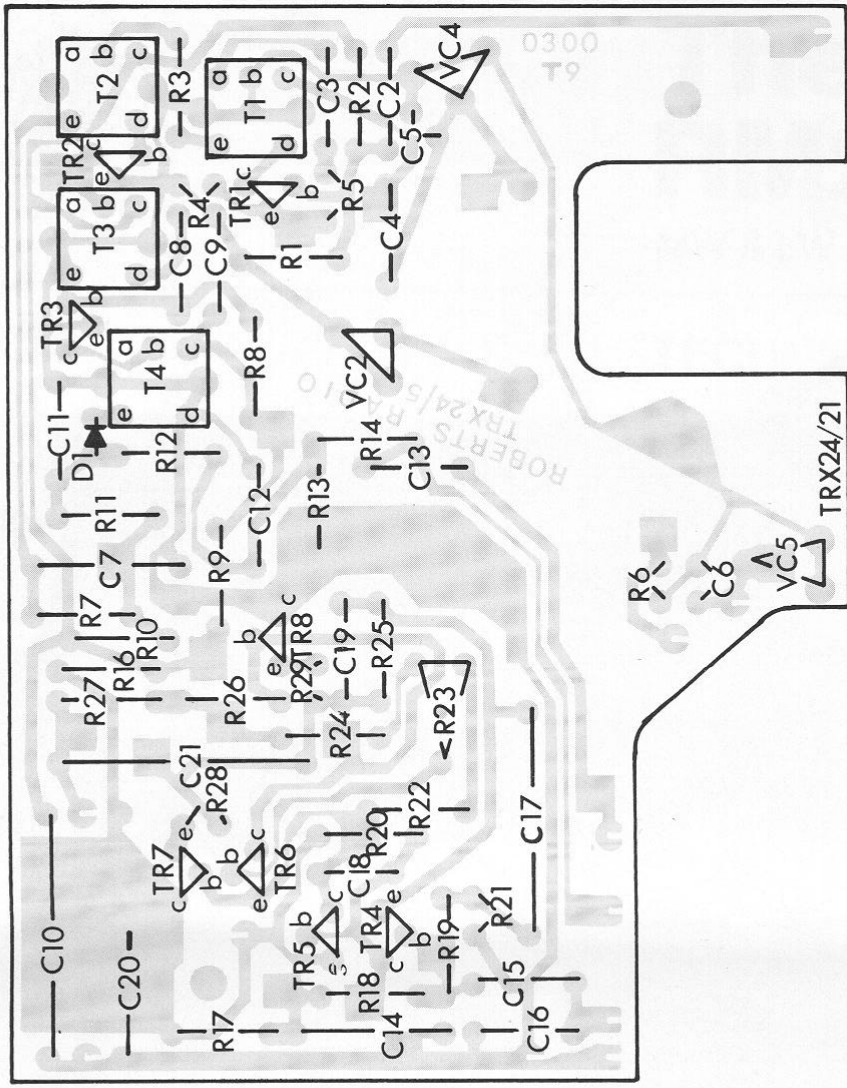 C10
C20
R17
TR7
c
e
b
C21
R28
R27
R16
R10
R7
C7
R11
D1
C11
R12
T4
e
a
b
c
d
TR3
c
b
e
T3
e
a
b
c
d
TR2
c
e
b
T2
e
a
b
c
d
R3
C8
C9
R4
T1
e
a
b
c
d
TR1
c
e
b
R1
R5
C3
R2
C2
C5
C4
VC4
0300
T6
R8
VC2
ROBERTS RADIO
TRX24/5
R14
C13
R13
C12
R9
R26
TR8
b
e
c
R29
C19
R25
R24
R23
R22
R20
C18
TR6
b
e
c
TR5
b
c
e
TR4
e
c
b
R18
R19
R21
C14
C15
C16
C17
R6
C6
VC5
TRX24/21